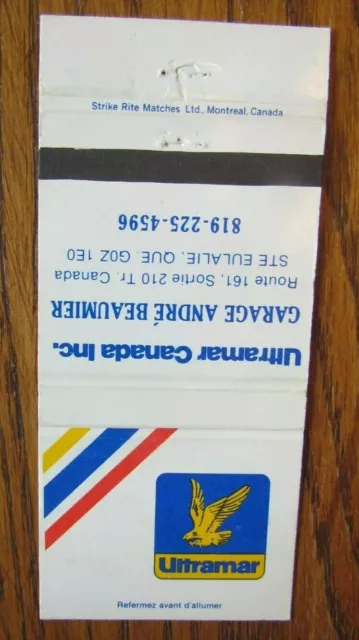 Strike Rite Matches Ltd., Montreal, Canada
Ultramar Canada Inc.
GARAGE ANDRÉ BEAUMIER
Route 161, Sortie 210 Tr. Canada
STE EULALIE, QUE. G0Z 1E0
819-225-4596
Ultramar
Refermez avant d'allumer